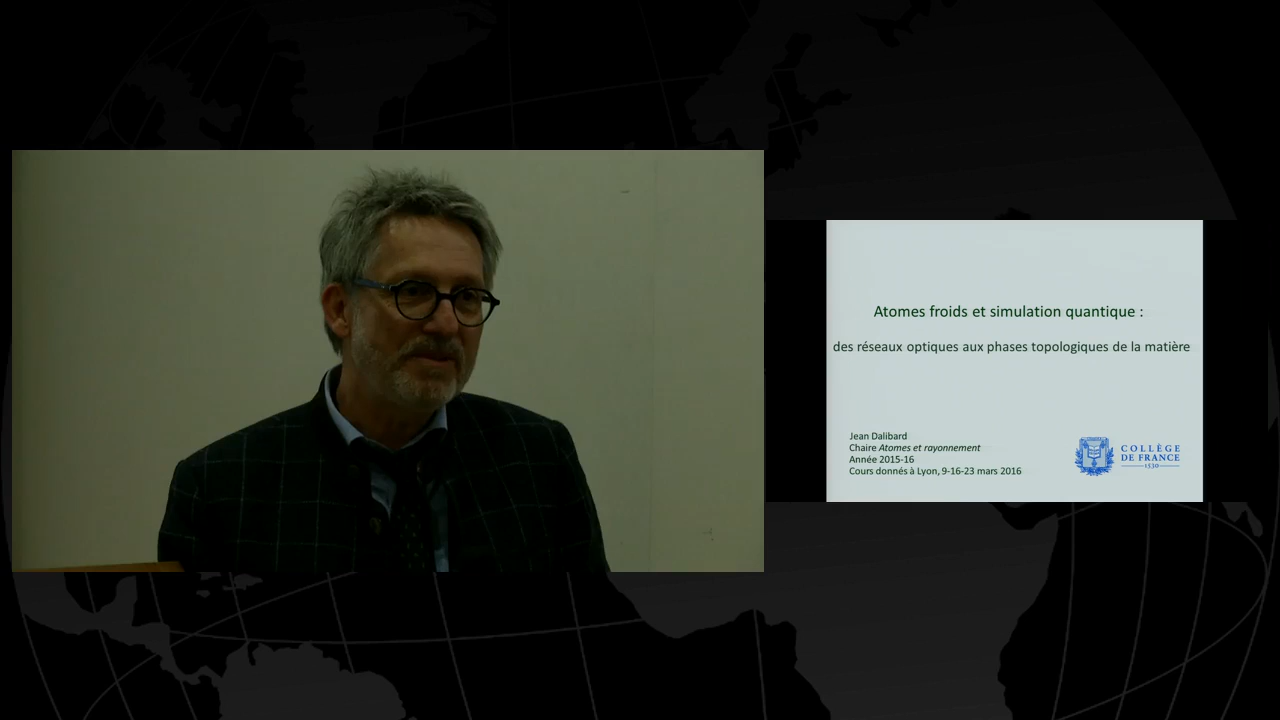 Atomes froids et simulation quantique :
des réseaux optiques aux phases topologiques de la matière
Jean Dalibard
Chaire Atomes et rayonnement
Année 2015-16
Cours donnés à Lyon, 9-16-23 mars 2016
COLLÈGE
DE FRANCE
1530